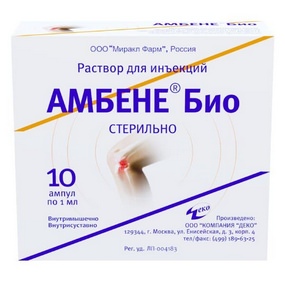 ООО"Миракл Фарм", Россия
Раствор для инъекций
АМБЕНЕ® Био
СТЕРИЛЬНО
10
ампул
по 1 мл
Внутримышечно
Внутрисуставно
Деко
Произведено:
ООО "КОМПАНИЯ "ДЕКО"
129344, г. Москва, ул. Енисейская, д. 3, корп. 4
тел/факс: (499) 189-63-25
Рег. уд. ЛП-004183